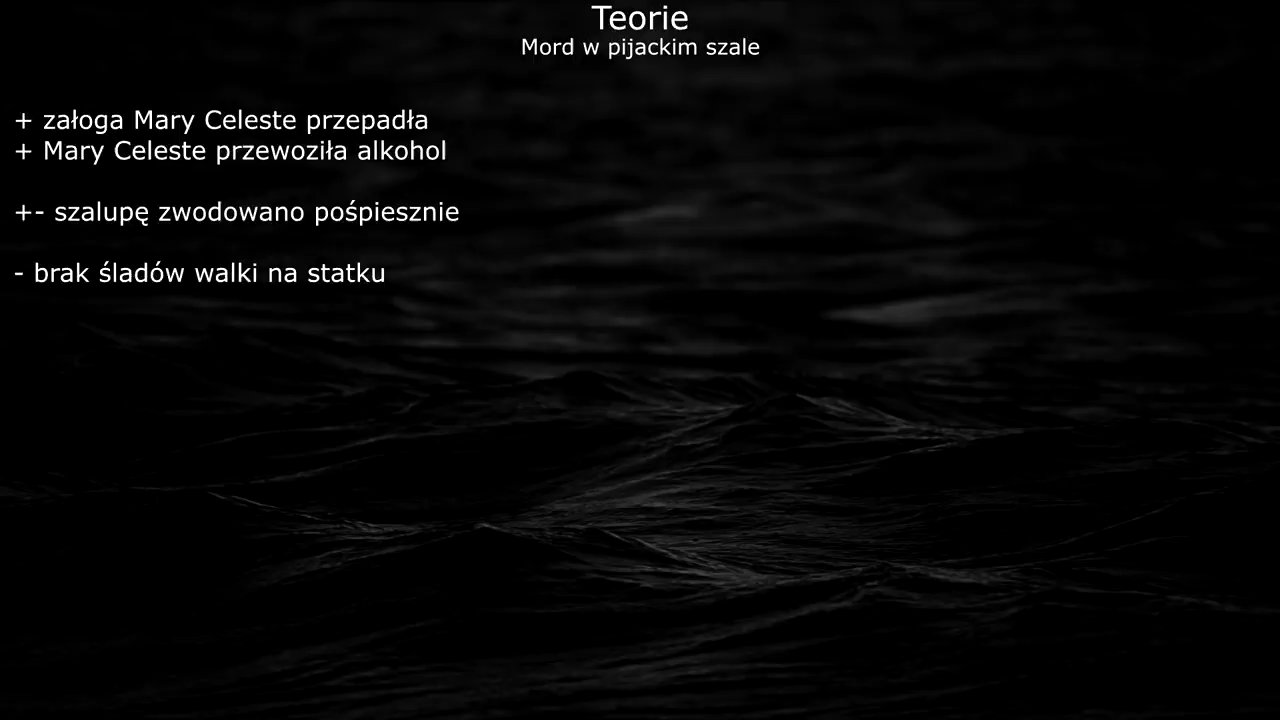 Teorie
Mord w pijackim szale
+ załoga Mary Celeste przepadła
+ Mary Celeste przewoziła alkohol
+- szalupę zwodowano pośpiesznie
- brak śladów walki na statku